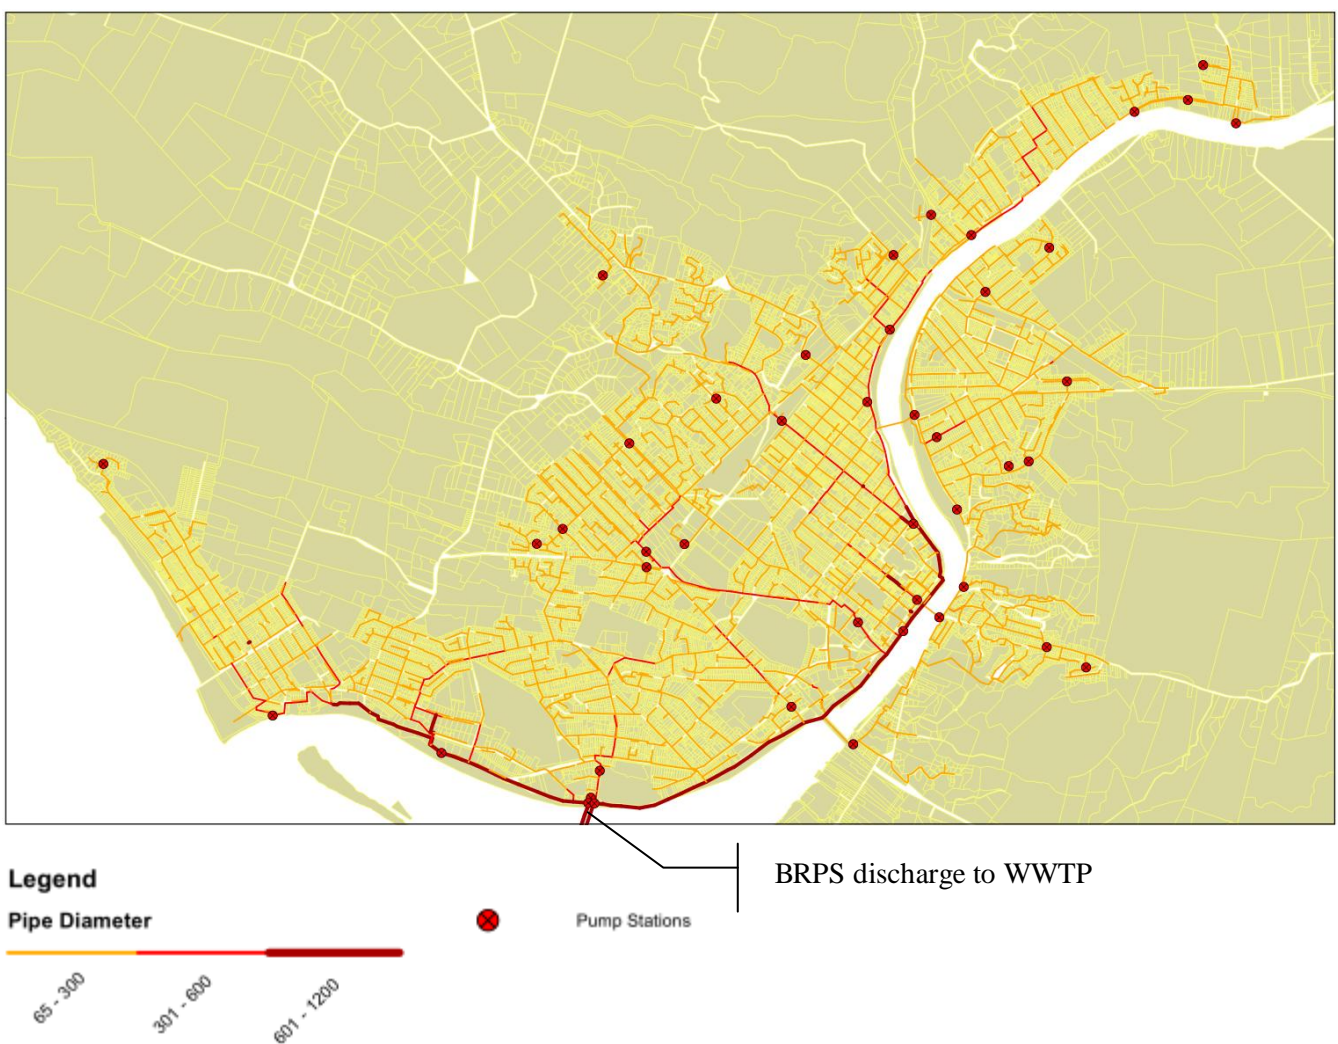 BRPS discharge to WWTP
Legend
Pipe Diameter
Pump Stations
65 - 300
301 - 600
601 - 1200